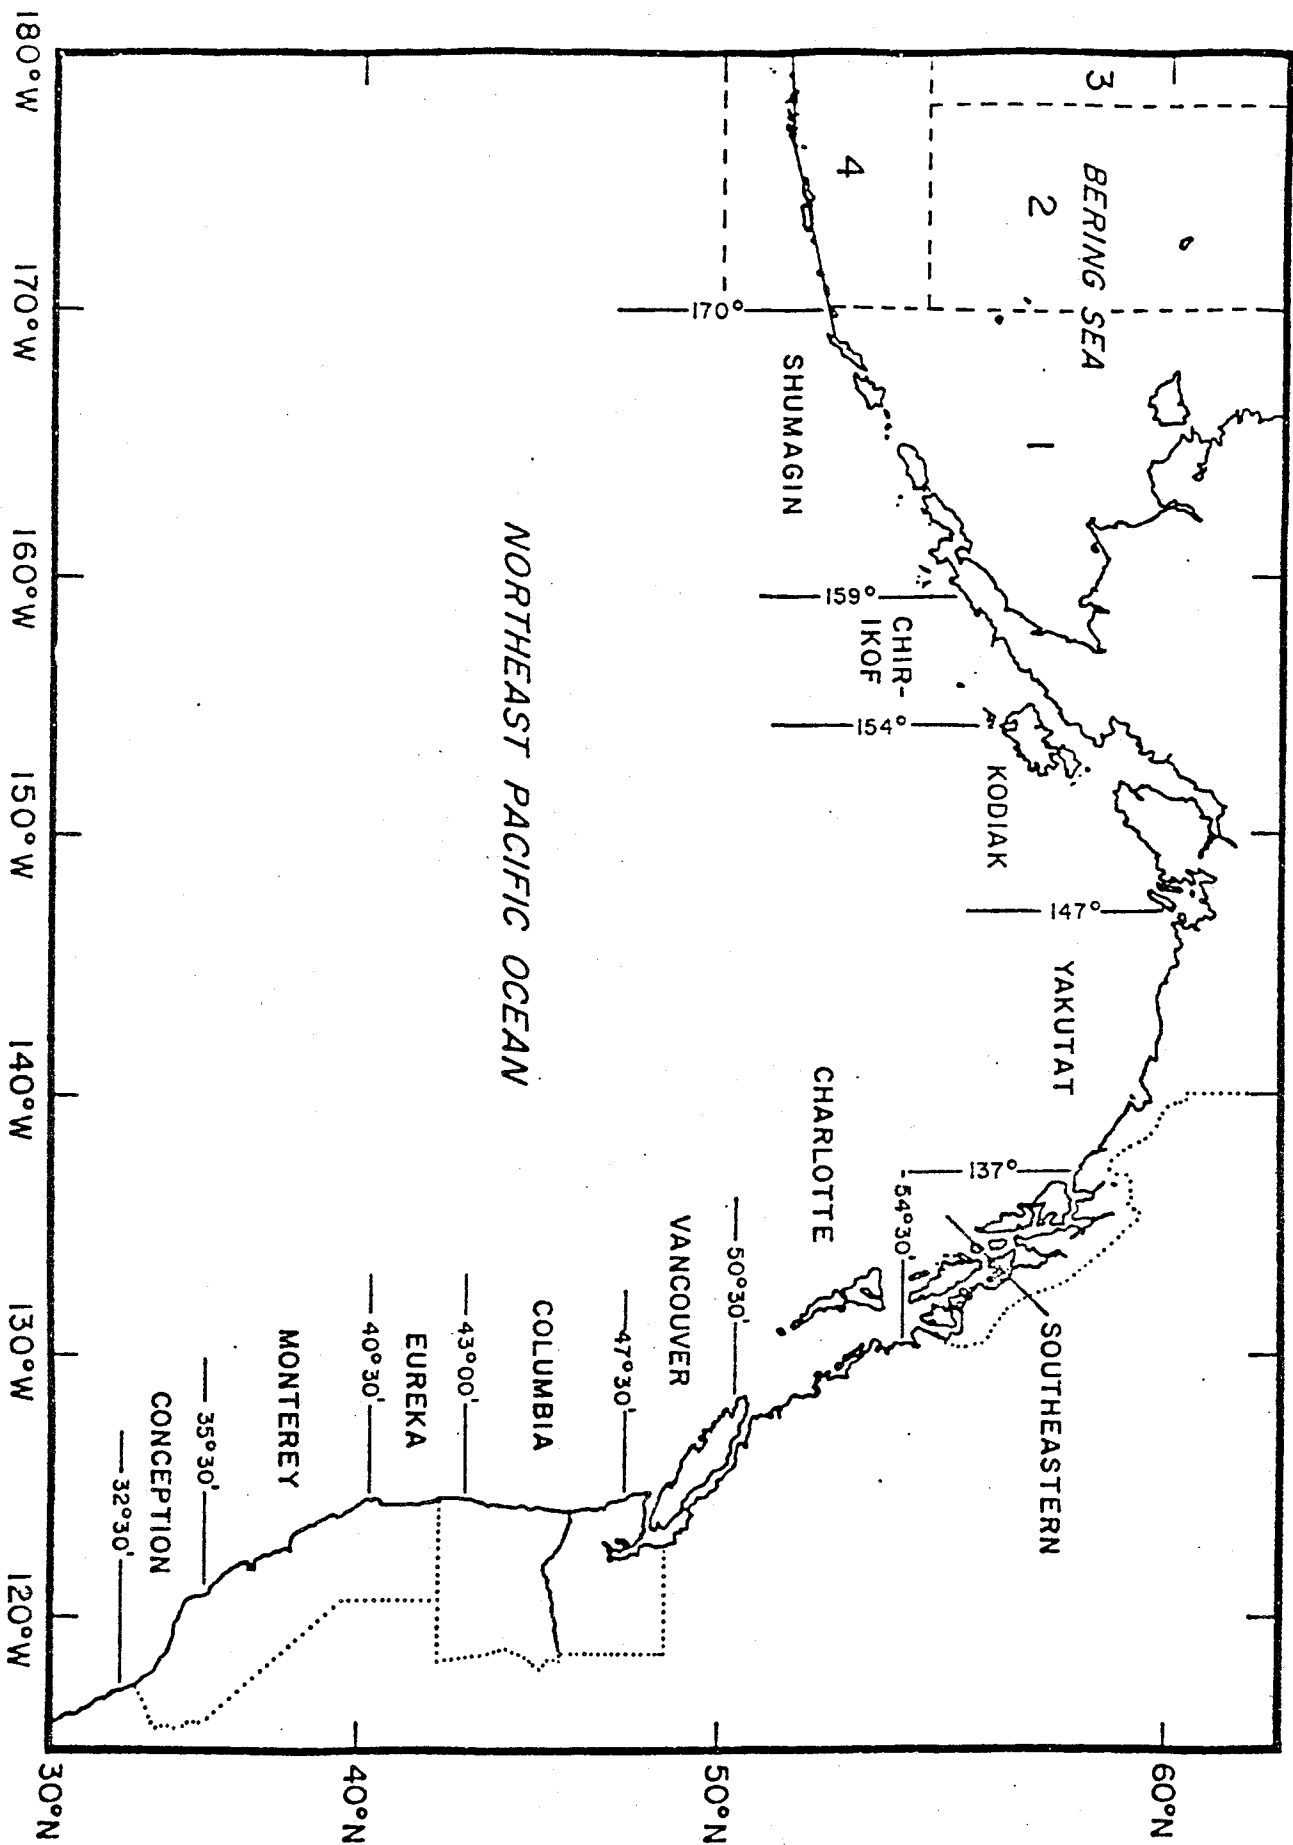 BERING SEA
3
2
1
4
170°
SHUMAGIN
159°
CHIR-
IKOF
154°
KODIAK
147°
YAKUTAT
137°
SOUTHEASTERN
54°30'
CHARLOTTE
50°30'
VANCOUVER
47°30'
COLUMBIA
43°00'
EUREKA
40°30'
MONTEREY
35°30'
CONCEPTION
32°30'
NORTHEAST PACIFIC OCEAN
60°N
50°N
40°N
30°N
180°W
170°W
160°W
150°W
140°W
130°W
120°W